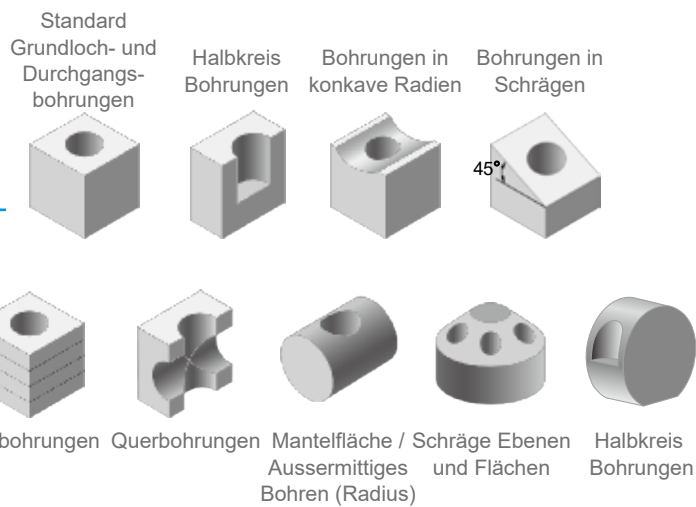 Standard
Grundloch- und
Durchgangs-
bohrungen
Halbkreis
Bohrungen
Bohrungen in
konkave Radien
Bohrungen in
Schrägen
45°
bohrungen
Querbohrungen
Mantelfläche /
Aussermittiges
Bohren (Radius)
Schräge Ebenen
und Flächen
Halbkreis
Bohrungen